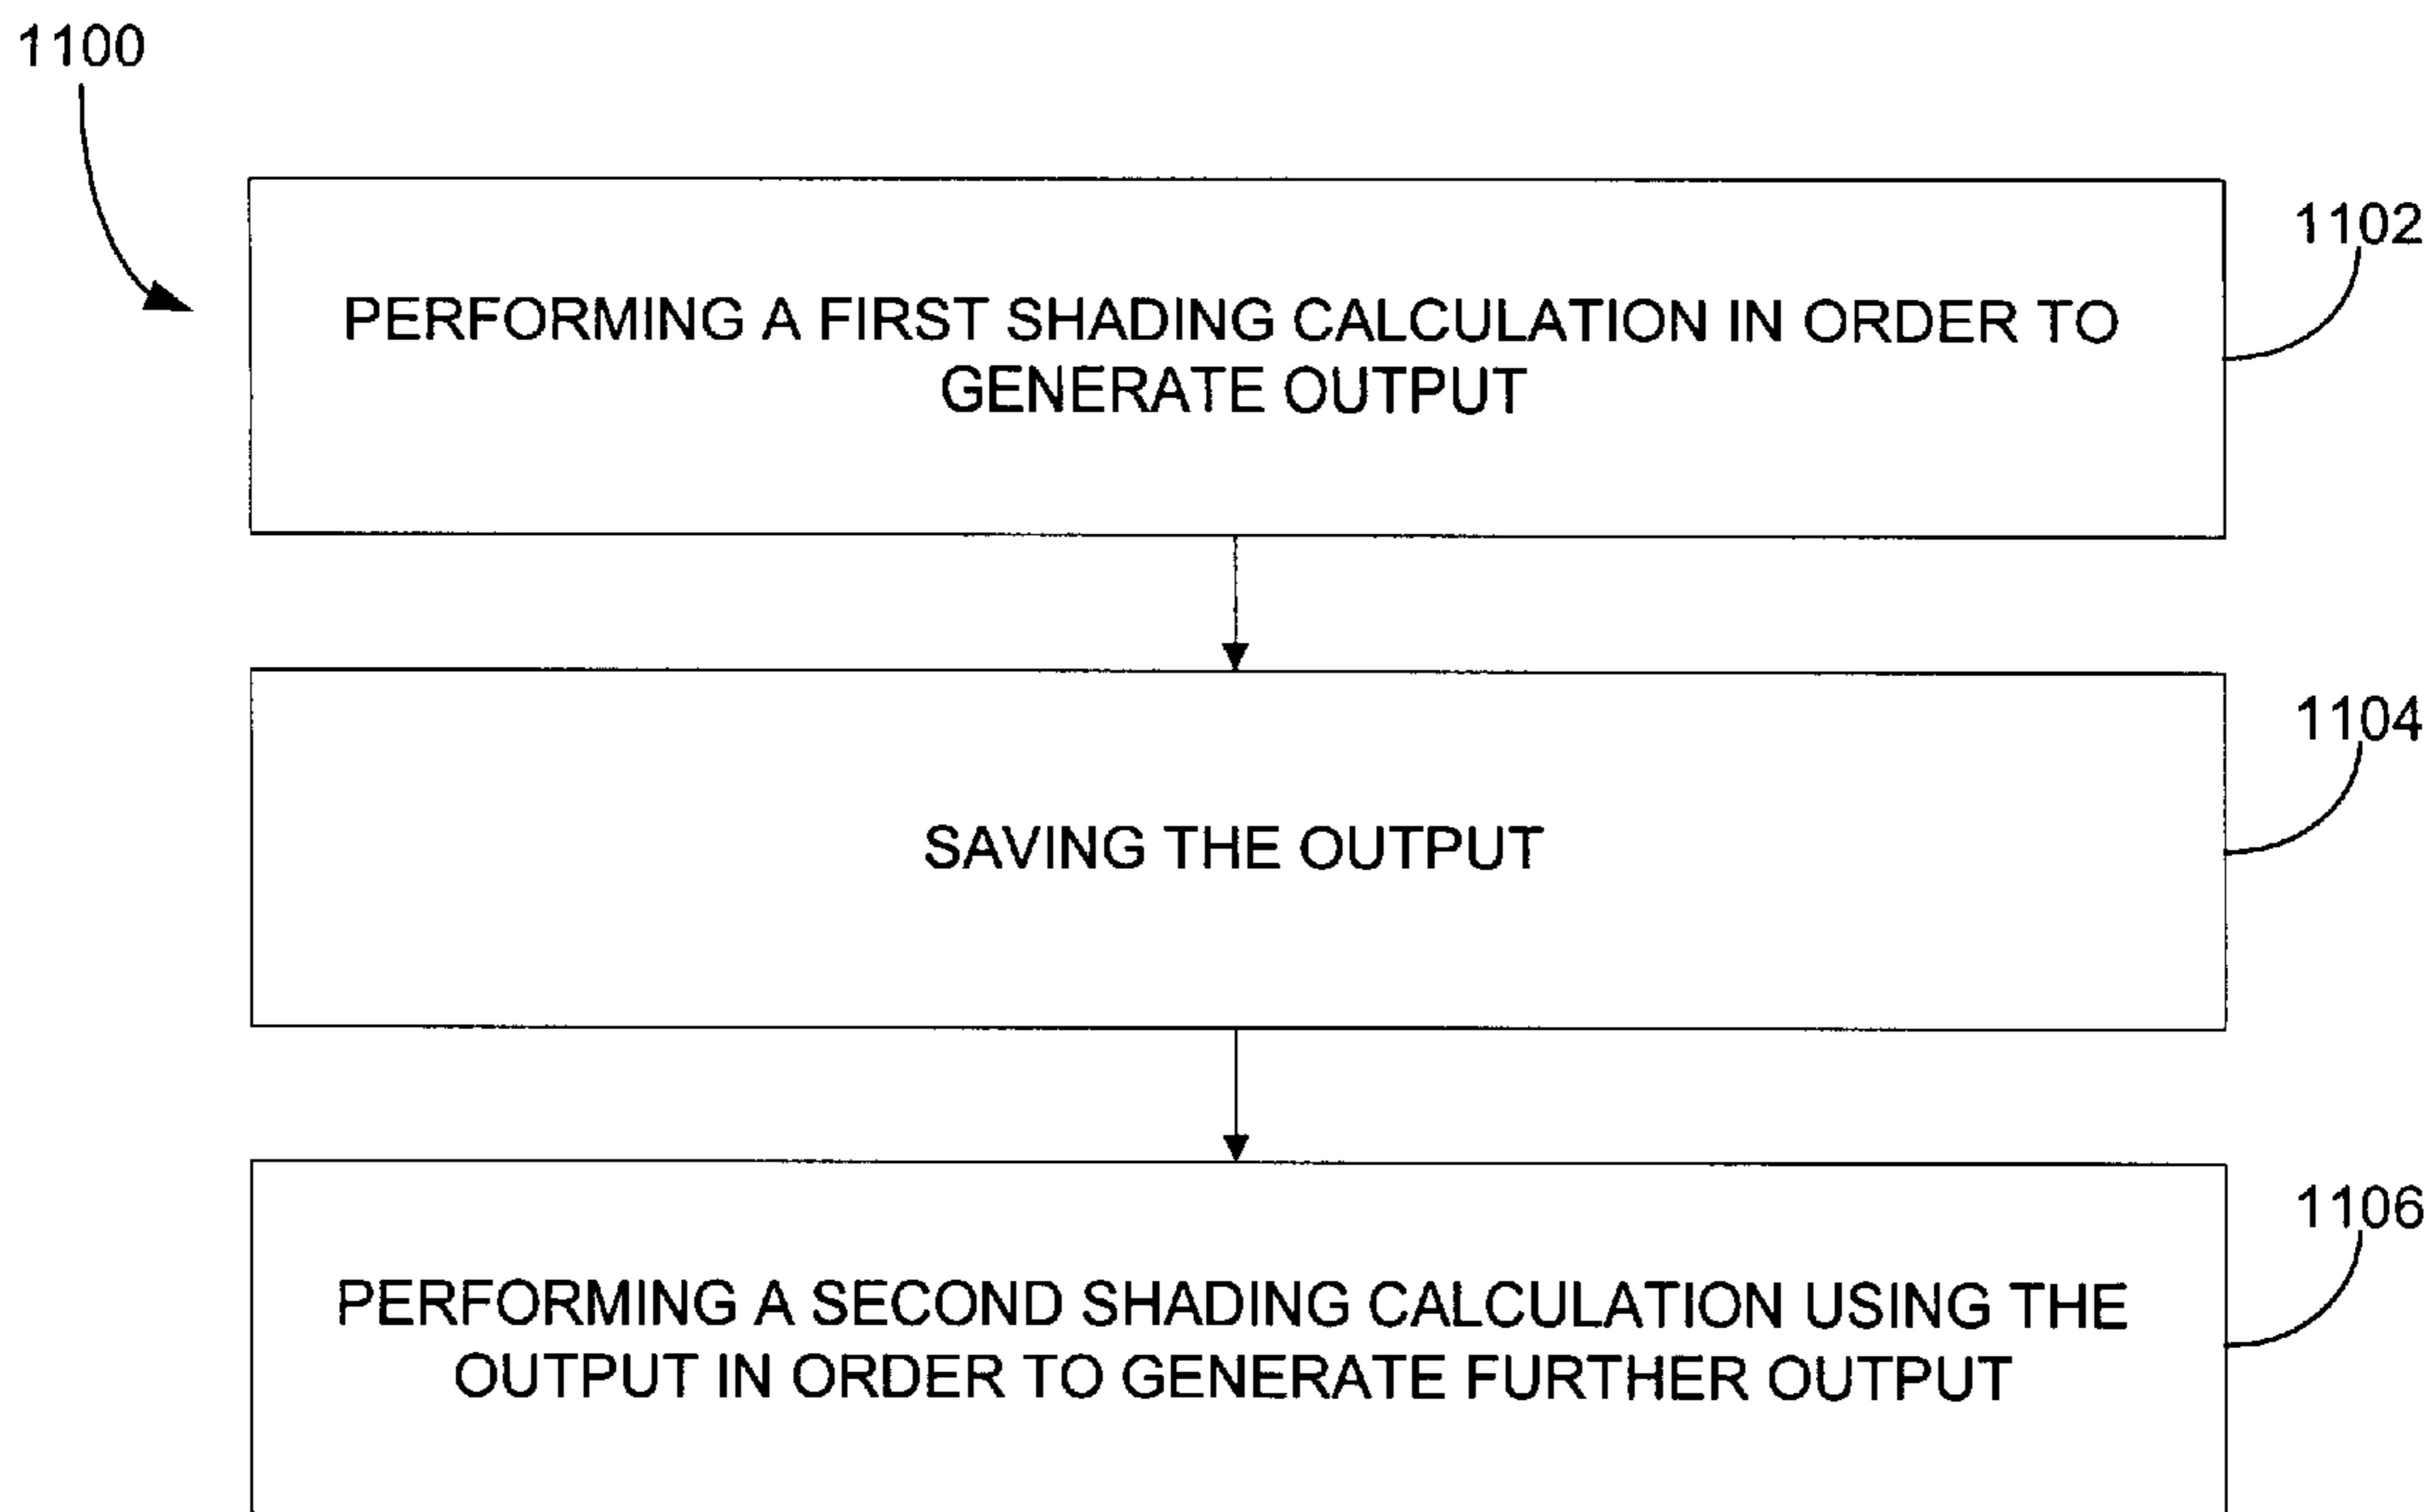 1100
1102
PERFORMING A FIRST SHADING CALCULATION IN ORDER TO
GENERATE OUTPUT
1104
SAVING THE OUTPUT
1106
PERFORMING A SECOND SHADING CALCULATION USING THE
OUTPUT IN ORDER TO GENERATE FURTHER OUTPUT